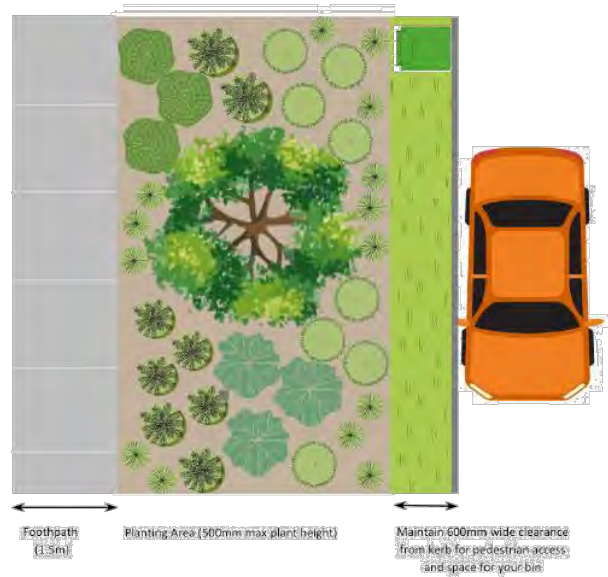 Foothpath
(1.5m)
Planting Area (500mm max plant height)
Maintain 600mm wide clearance
from kerb for pedestrian access
and space for your bin